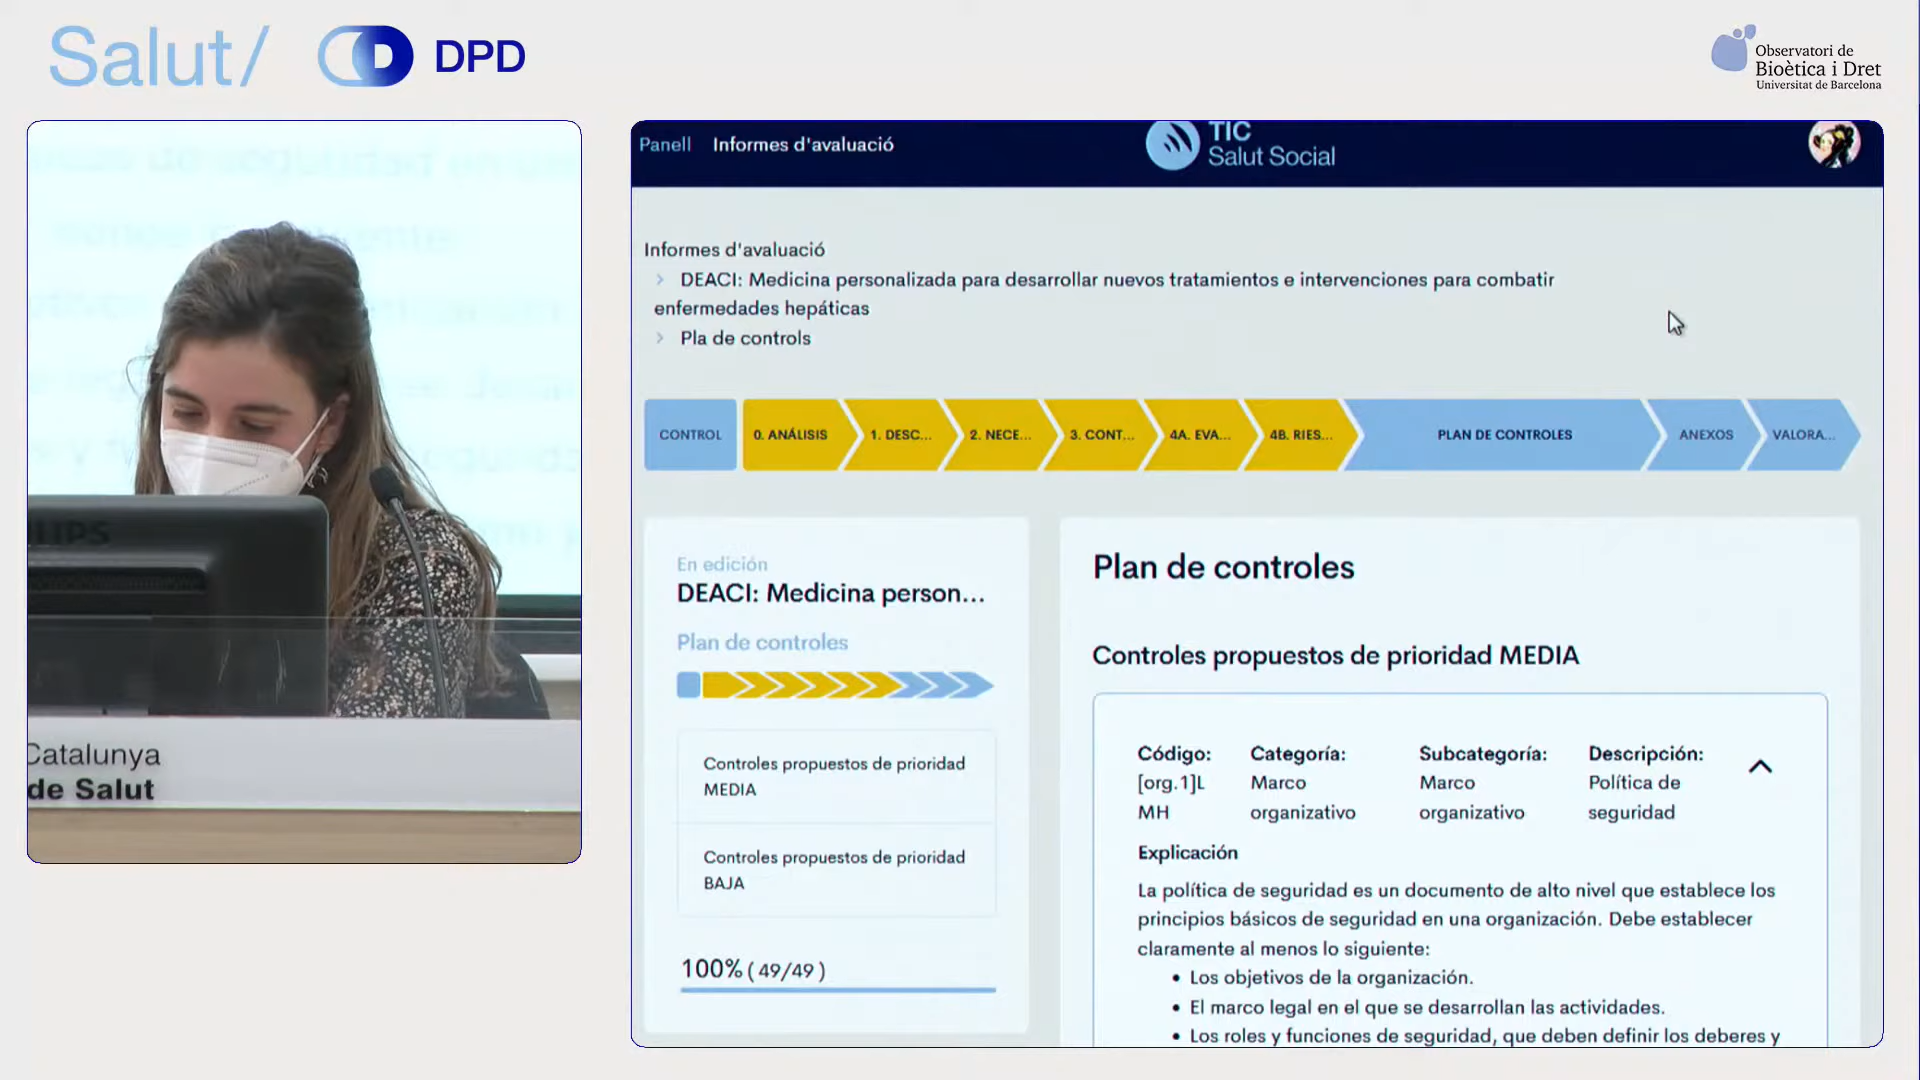 Salut/ D DPD
Observatori de
Bioètica i Dret
Universitat de Barcelona
Catalunya
de Salut
Panell Informes d'avaluació
TIC
Salut Social
Informes d'avaluació
> DEACI: Medicina personalizada para desarrollar nuevos tratamientos e intervenciones para combatir
enfermedades hepáticas
> Pla de controls
CONTROL 0. ANÁLISIS 1. DESC... 2. NECE... 3. CONT... 4A. EVA... 4B. RIES... PLAN DE CONTROLES ANEXOS VALORA...
En edición
DEACI: Medicina person...
Plan de controles
Controles propuestos de prioridad
MEDIA
Controles propuestos de prioridad
BAJA
100% ( 49/49 )
Plan de controles
Controles propuestos de prioridad MEDIA
Código: Categoría: Subcategoría: Descripción:
[org.1]L Marco Marco Política de
MH organizativo organizativo seguridad
Explicación
La política de seguridad es un documento de alto nivel que establece los
principios básicos de seguridad en una organización. Debe establecer
claramente al menos lo siguiente:
• Los objetivos de la organización.
• El marco legal en el que se desarrollan las actividades.
• Los roles y funciones de seguridad, que deben definir los deberes y